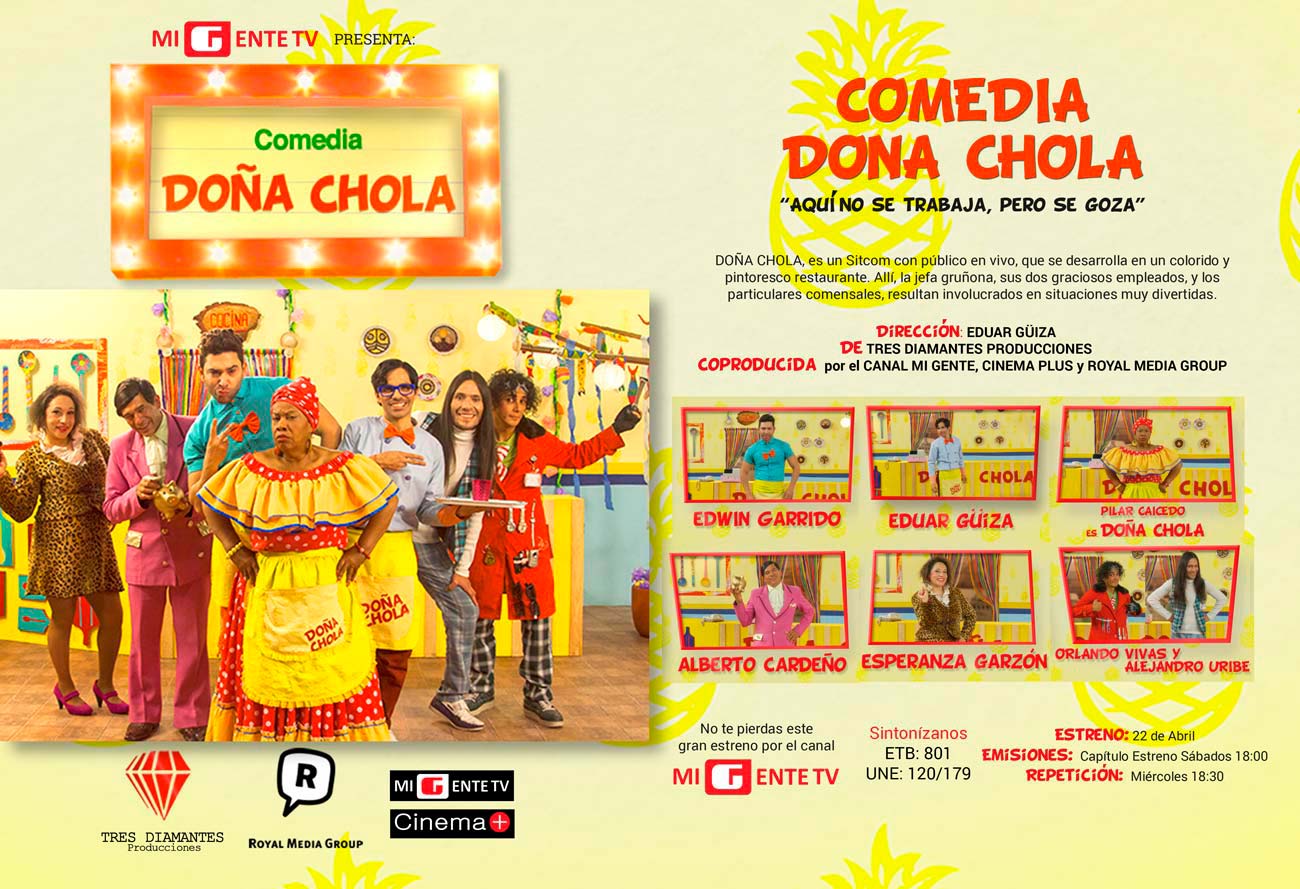 MI GENTE TV PRESENTA:
Comedia
DOÑA CHOLA
COCINA
DOÑA
CHOLA
DOÑA
CHOLA
TRES DIAMANTES
Producciones
R
ROYAL MEDIA GROUP
MI GENTE TV
Cinema+
COMEDIA
DONA CHOLA
"AQUÍ NO SE TRABAJA, PERO SE GOZA"
DOÑA CHOLA, es un Sitcom con público en vivo, que se desarrolla en un colorido y
pintoresco restaurante. Allí, la jefa gruñona, sus dos graciosos empleados, y los
particulares comensales, resultan involucrados en situaciones muy divertidas.
DIRECCIÓN: EDUAR GÜIZA
DE TRES DIAMANTES PRODUCCIONES
COPRODUCIDA por el CANAL MI GENTE, CINEMA PLUS y ROYAL MEDIA GROUP
D CHOL
D CHOLA
D CHOL
EDWIN GARRIDO
EDUAR GÜIZA
PILAR CAICEDO
ES DOÑA CHOLA
ALBERTO CARDEÑO
ESPERANZA GARZÓN
ORLANDO VIVAS Y
ALEJANDRO URIBE
No te pierdas este
gran estreno por el canal
MI GENTE TV
Sintonízanos
ETB: 801
UNE: 120/179
ESTRENO: 22 de Abril
EMISIONES: Capítulo Estreno Sábados 18:00
REPETICIÓN: Miércoles 18:30